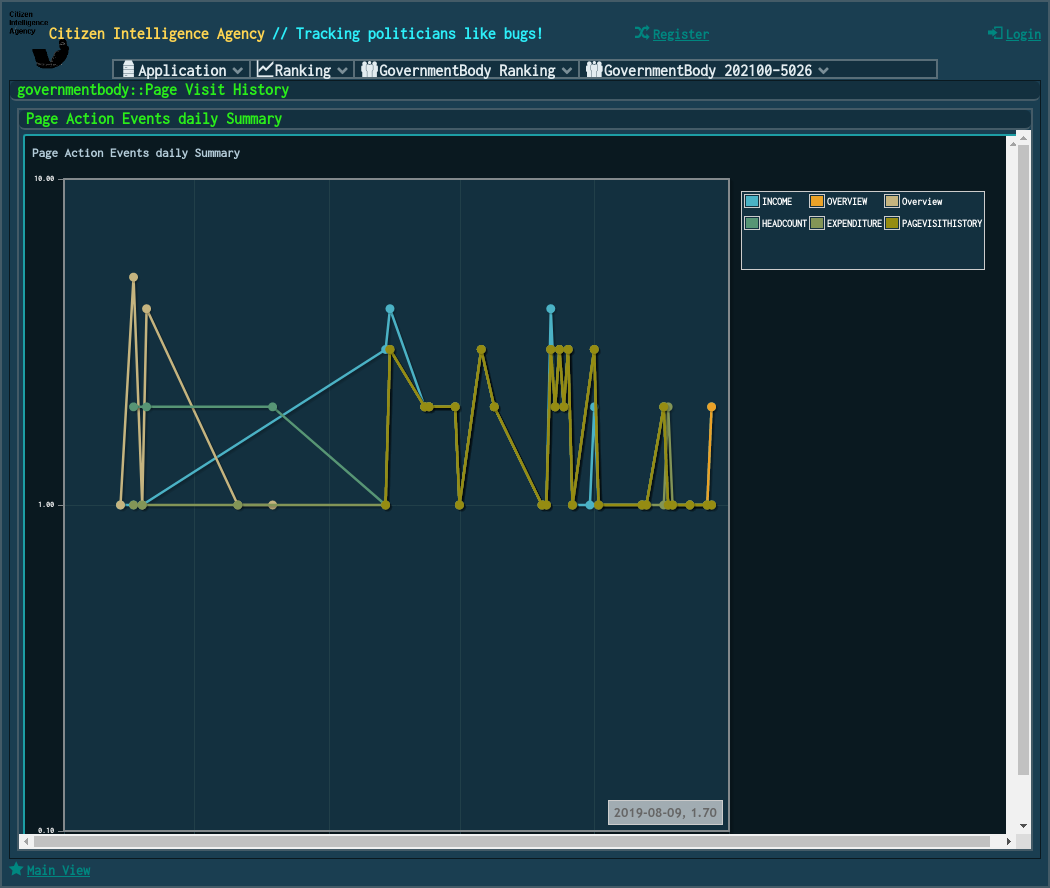 Citizen
Intelligence
Agency
Citizen Intelligence Agency // Tracking politicians like bugs!
Register
Login
Application
Ranking
GovernmentBody Ranking
GovernmentBody 202100-5026
governmentbody::Page Visit History
Page Action Events daily Summary
Page Action Events daily Summary
10.00
INCOME
OVERVIEW
Overview
HEADCOUNT
EXPENDITURE
PAGEVISITHISTORY
1.00
2019-08-09, 1.70
0.10
Main View